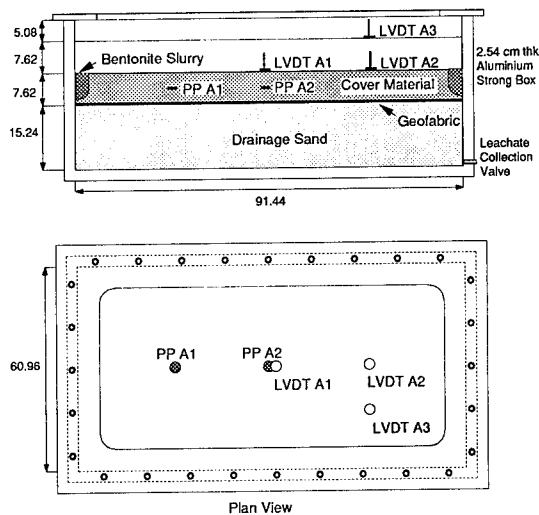 5.08
7.62
7.62
15.24
LVDT A3
Bentonite Slurry
LVDT A1
LVDT A2
2.54 cm thk
Aluminium
Strong Box
PP A1
PP A2
Cover Material
Geofabric
Drainage Sand
Leachate
Collection
Valve
91.44
60.96
PP A1
PP A2
LVDT A1
LVDT A2
LVDT A3
Plan View